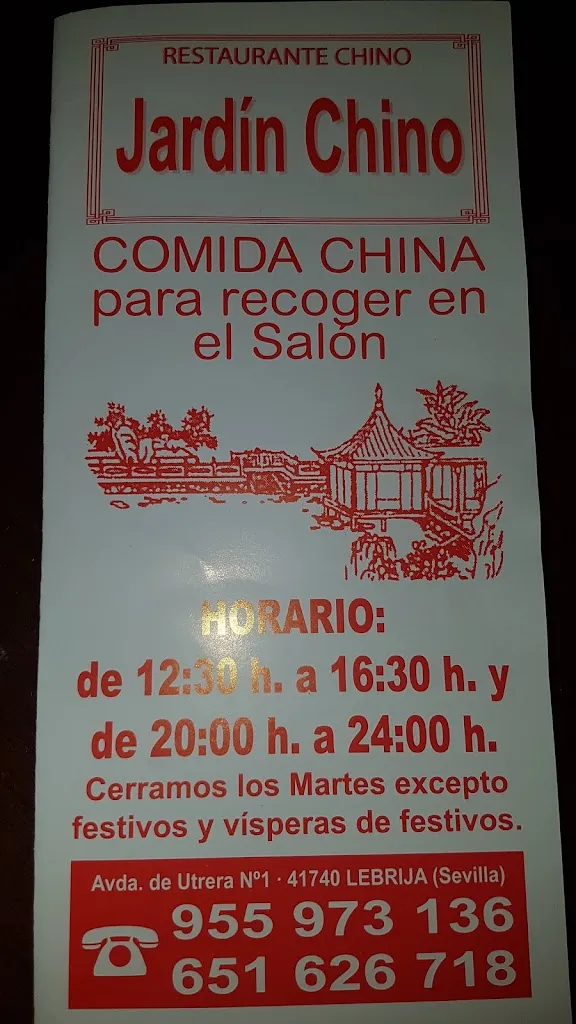 RESTAURANTE CHINO
Jardín Chino
COMIDA CHINA
para recoger en
el Salón
HORARIO:
de 12:30 h. a 16:30 h. y
de 20:00 h. a 24:00 h.
Cerramos los Martes excepto
festivos y vísperas de festivos.
Avda. de Utrera Nº1 · 41740 LEBRIJA (Sevilla)
955 973 136
651 626 718